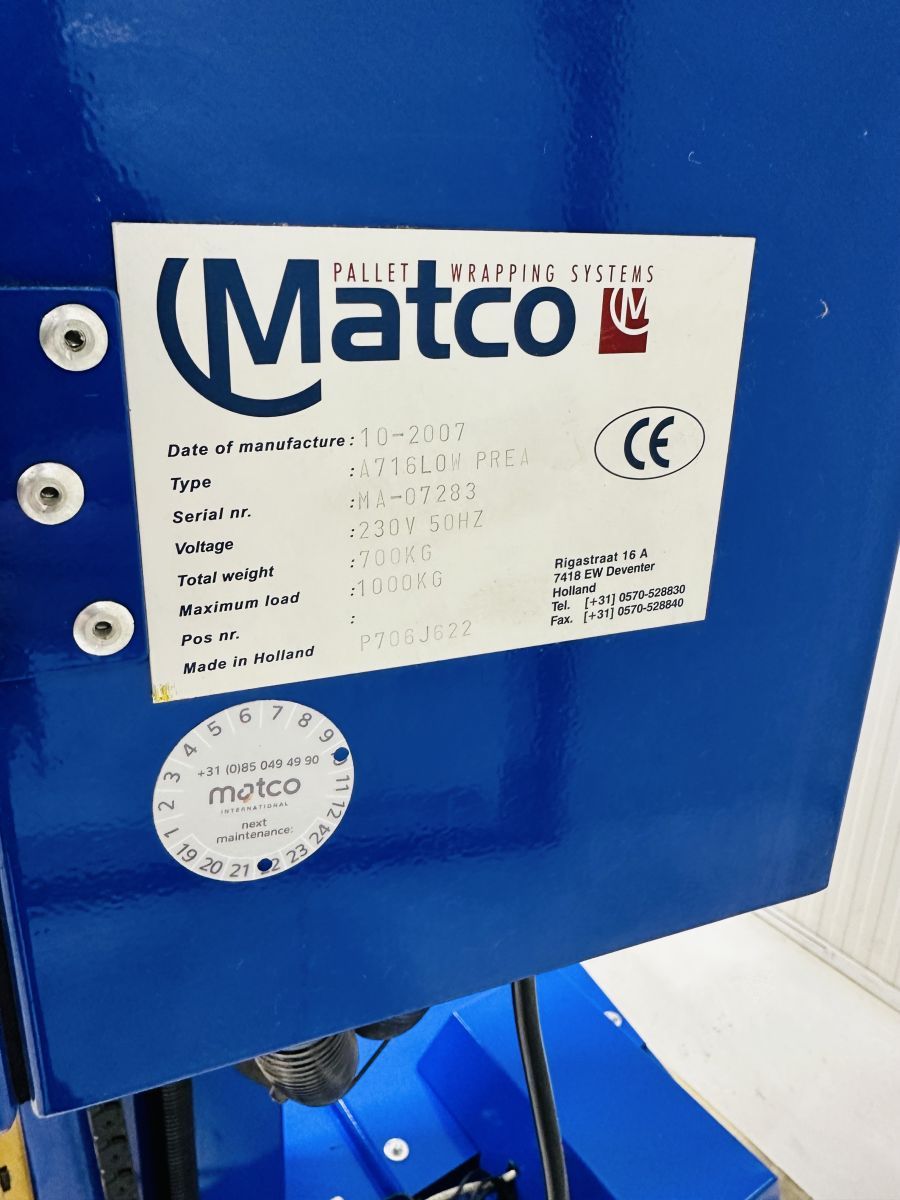 PALLET WRAPPING SYSTEMS
Matco
M
CE
Date of manufacture : 10-2007
Type : A716LOW PREA
Serial nr. : MA-07283
Voltage : 230V 50HZ
Total weight : 700KG
Maximum load : 1000KG
Pos nr. :
Made in Holland P706J622
Rigastraat 16 A
7418 EW Deventer
Holland
Tel. [+31] 0570-528830
Fax. [+31] 0570-528840
1 2 3 4 5 6 7 8 9 11 12
+31 (0)85 049 49 90
matco
INTERNATIONAL
next
maintenance:
19 20 21 23 24